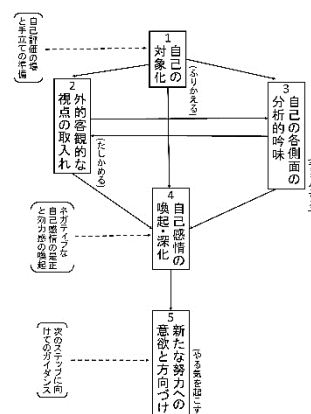 1
自己の
対象化
(ふりかえる)
2
外的客観的な
視点の取入れ
(たしかめる)
3
自己の各側面の
分析的吟味
4
自己感情の
喚起・深化
5
新たな努力への
意欲と方向づけ
(やる気を起こす
自己評価の場
と手立ての準備
ネガティブな
自己感情の是正
と効力感の喚起
次のステップに向
けてのガイダンス